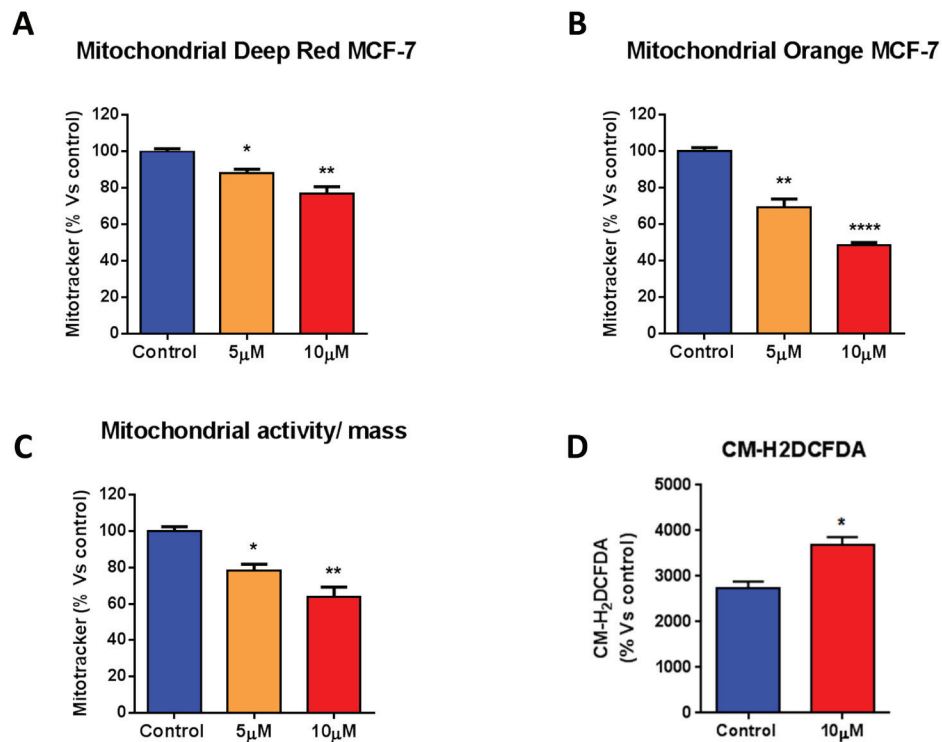 A
Mitochondrial Deep Red MCF-7
Mitotracker (% Vs control)
120
100
80
60
40
20
0
*
**
Control 5μM 10μM
B
Mitochondrial Orange MCF-7
Mitotracker (% Vs control)
120
100
80
60
40
20
0
**
****
Control 5μM 10μM
C
Mitochondrial activity/ mass
Mitotracker (% Vs control)
120
100
80
60
40
20
0
*
**
Control 5μM 10μM
D
CM-H2DCFDA
CM-H₂DCFDA
(% Vs control)
5000
4000
3000
2000
1000
0
*
Control 10μM